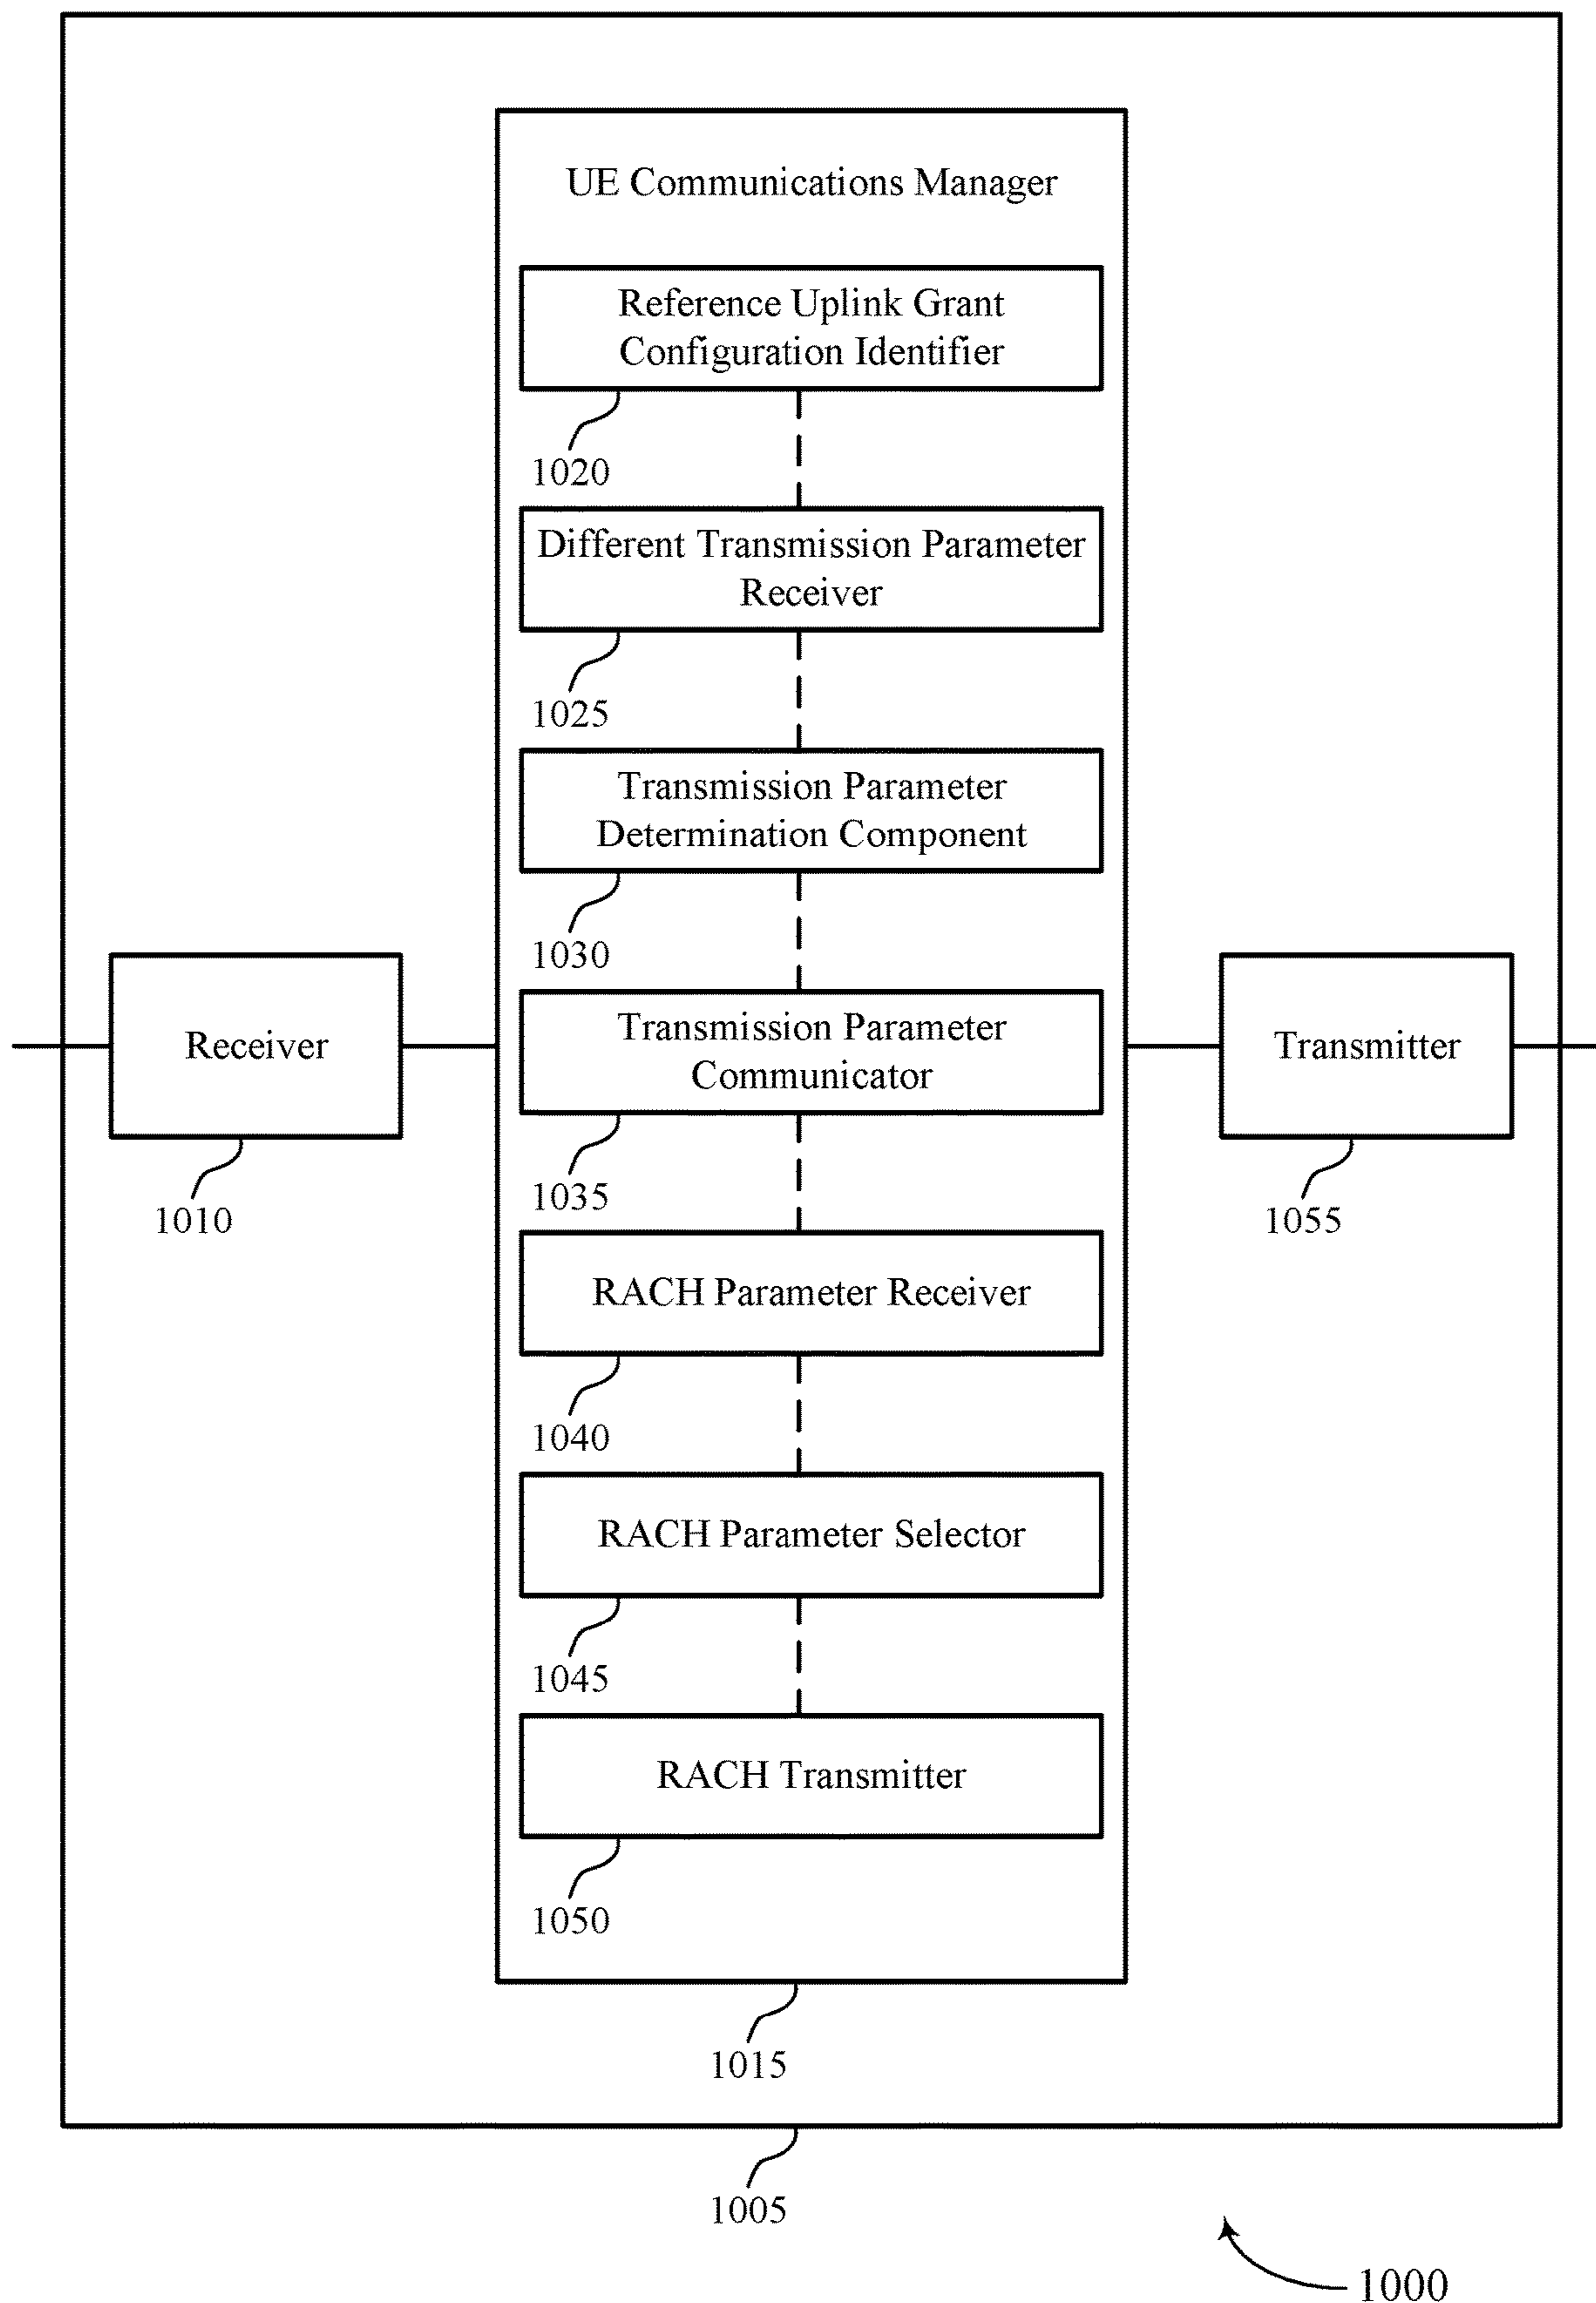 UE Communications Manager
Reference Uplink Grant
Configuration Identifier
1020
Different Transmission Parameter
Receiver
1025
Transmission Parameter
Determination Component
1030
Receiver
1010
Transmission Parameter
Communicator
1035
Transmitter
1055
RACH Parameter Receiver
1040
RACH Parameter Selector
1045
RACH Transmitter
1050
1015
1005
1000